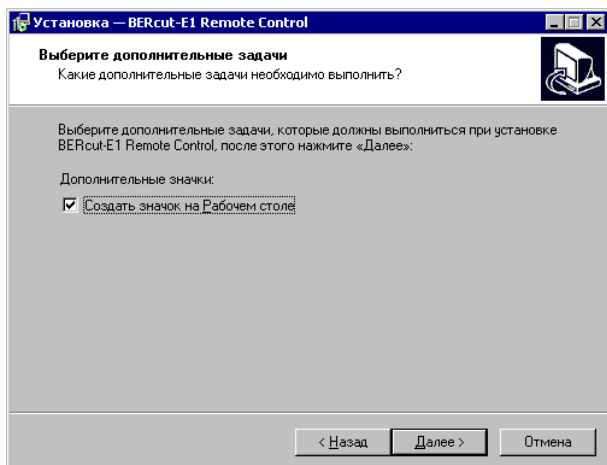 Установка — BERcut-E1 Remote Control
Выберите дополнительные задачи
Какие дополнительные задачи необходимо выполнить?
Выберите дополнительные задачи, которые должны выполниться при установке
BERcut-E1 Remote Control, после этого нажмите «Далее»:
Дополнительные значки:
Создать значок на Рабочем столе
< Назад Далее > Отмена